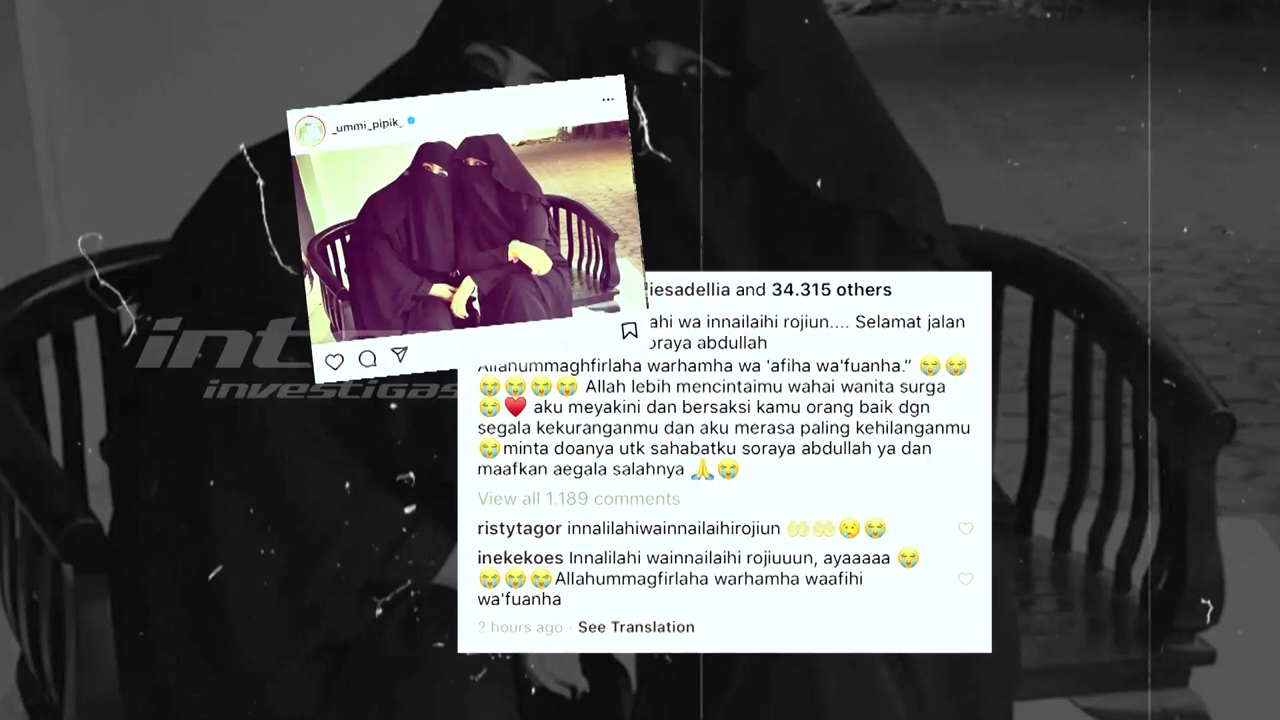 _ummi_pipik_
iesadellia and 34.315 others
ahi wa innailaihi rojiun.... Selamat jalan
oraya abdullah
Allahummaghfirlaha warhamha wa 'afiha wa'fuanha.” 😭😭
😭😭😭😭 Allah lebih mencintaimu wahai wanita surga
😭❤️ aku meyakini dan bersaksi kamu orang baik dgn
segala kekuranganmu dan aku merasa paling kehilanganmu
😭minta doanya utk sahabatku soraya abdullah ya dan
maafkan aegala salahnya 🙏😭
View all 1.189 comments
ristytagor innalilahiwainnailaihirojiun 🤲🤲😢😭
inekekoes Innalilahi wainnailaihi rojiuuun, ayaaaaa 😭
😭😭😭Allahummagfirlaha warhamha waafihi
wa'fuanha
2 hours ago · See Translation
investigas